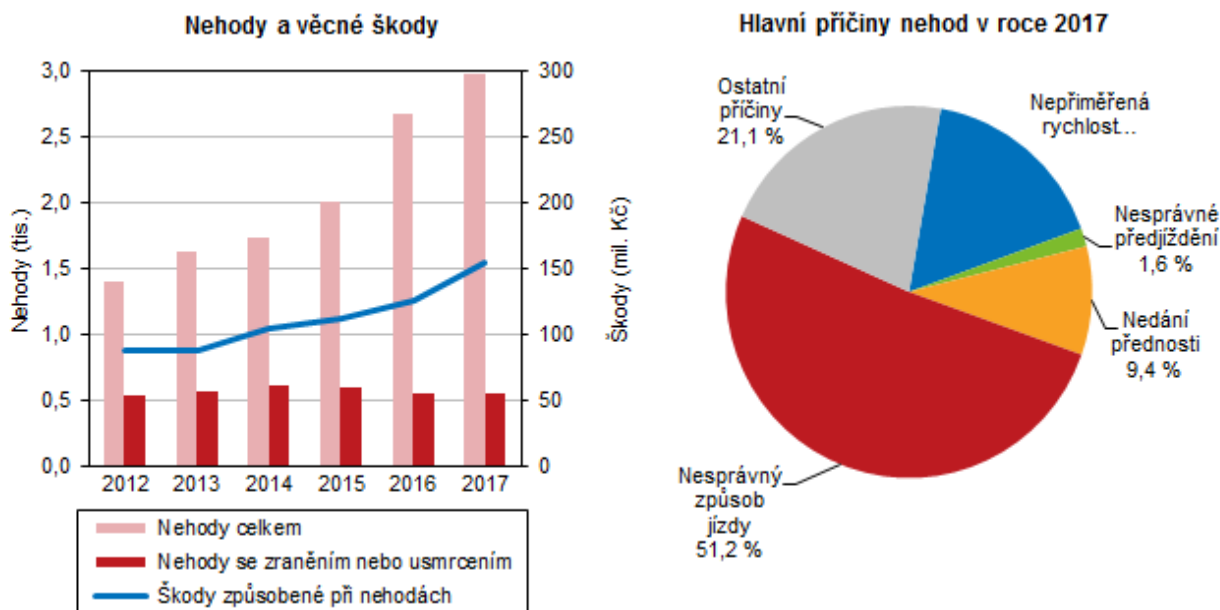 Nehody a věcné škody
Nehody (tis.)
3,0
2,5
2,0
1,5
1,0
0,5
0,0
300
250
200
150
100
50
0
Škody (mil. Kč)
2012 2013 2014 2015 2016 2017
Nehody celkem
Nehody se zraněním nebo usmrcením
Škody způsobené při nehodách
Hlavní příčiny nehod v roce 2017
Ostatní
příčiny
21,1 %
Nepřiměřená
rychlost...
Nesprávné
předjíždění
1,6 %
Nedání
přednosti
9,4 %
Nesprávný
způsob
jízdy
51,2 %